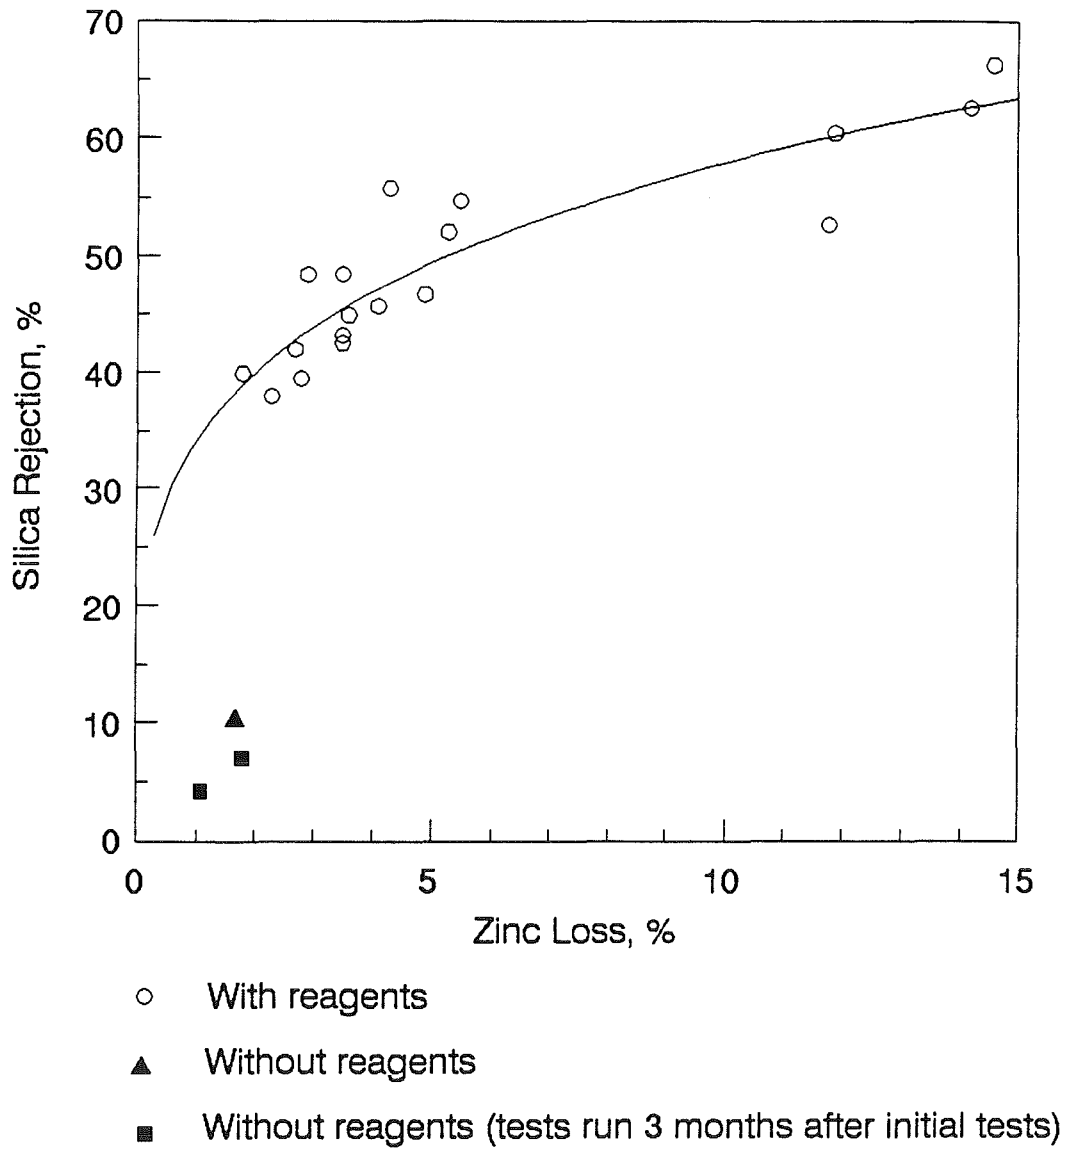 70
60
50
40
30
20
10
0
Silica Rejection, %
0 5 10 15
Zinc Loss, %
With reagents
Without reagents
Without reagents (tests run 3 months after initial tests)